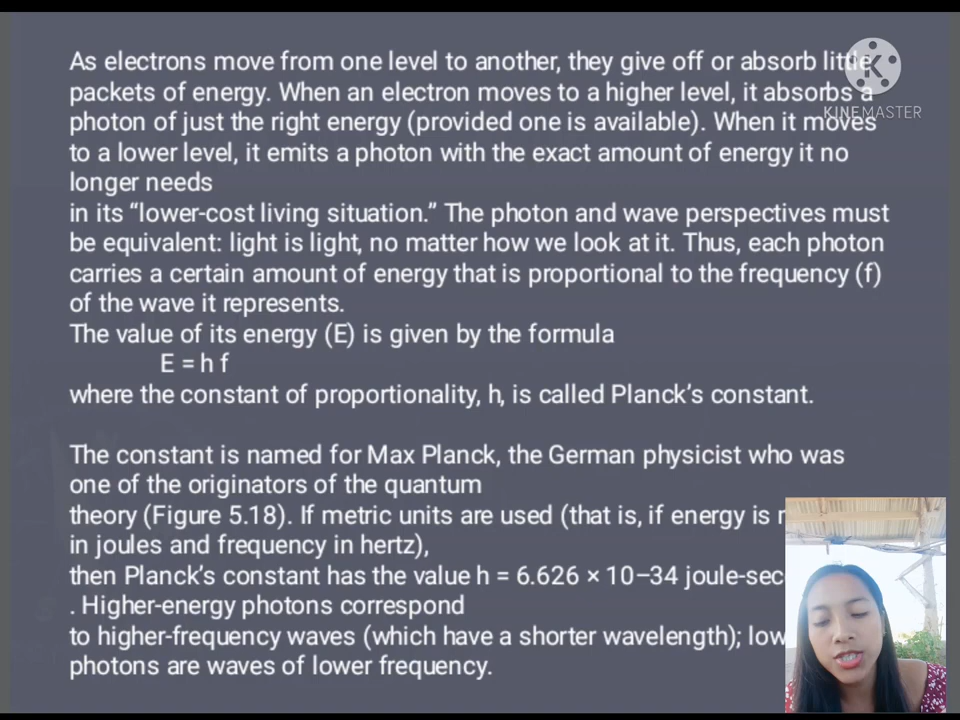 As electrons move from one level to another, they give off or absorb little
packets of energy. When an electron moves to a higher level, it absorbs a
photon of just the right energy (provided one is available). When it moves
to a lower level, it emits a photon with the exact amount of energy it no
longer needs
in its “lower-cost living situation.” The photon and wave perspectives must
be equivalent: light is light, no matter how we look at it. Thus, each photon
carries a certain amount of energy that is proportional to the frequency (f)
of the wave it represents.
The value of its energy (E) is given by the formula
E = h f
where the constant of proportionality, h, is called Planck’s constant.
The constant is named for Max Planck, the German physicist who was
one of the originators of the quantum
theory (Figure 5.18). If metric units are used (that is, if energy is
in joules and frequency in hertz),
then Planck’s constant has the value h = 6.626 × 10–34 joule-sec
. Higher-energy photons correspond
to higher-frequency waves (which have a shorter wavelength); low
photons are waves of lower frequency.
K
KINEMASTER